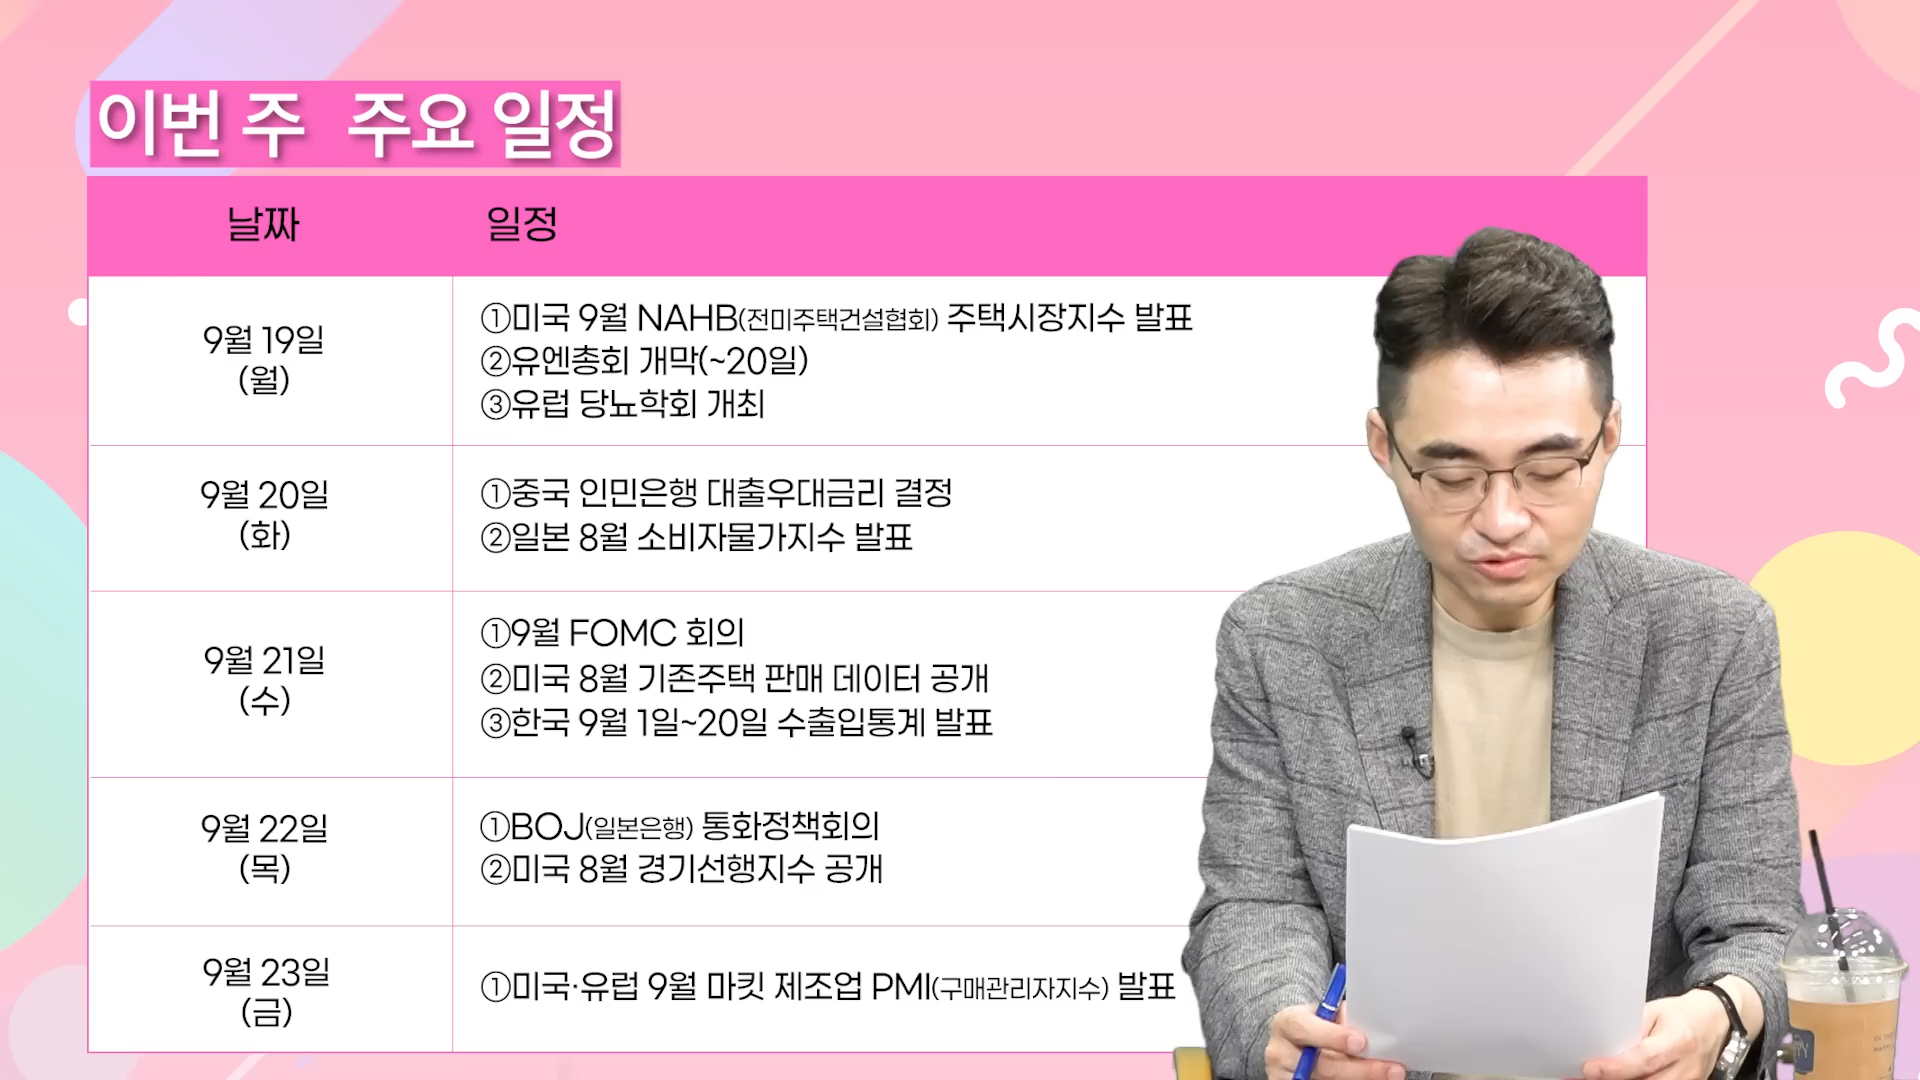 이번 주 주요 일정
날짜 일정
9월 19일
(월)
①미국 9월 NAHB(전미주택건설협회) 주택시장지수 발표
②유엔총회 개막(~20일)
③유럽 당뇨학회 개최
9월 20일
(화)
①중국 인민은행 대출우대금리 결정
②일본 8월 소비자물가지수 발표
9월 21일
(수)
①9월 FOMC 회의
②미국 8월 기존주택 판매 데이터 공개
③한국 9월 1일~20일 수출입통계 발표
9월 22일
(목)
①BOJ(일본은행) 통화정책회의
②미국 8월 경기선행지수 공개
9월 23일
(금)
①미국·유럽 9월 마킷 제조업 PMI(구매관리자지수) 발표